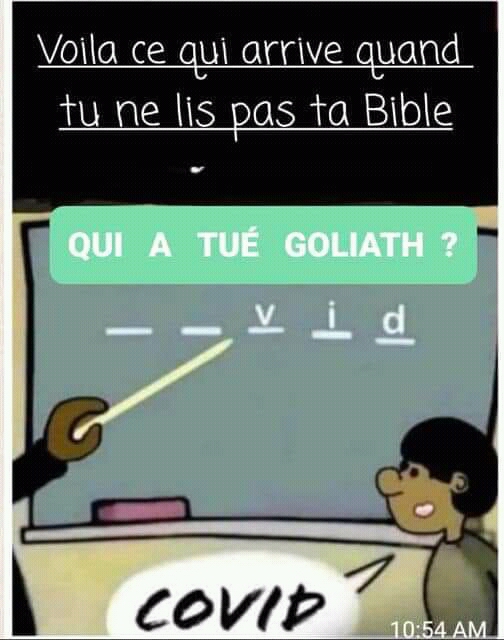 Voila ce qui arrive quand
tu ne lis pas ta Bible
QUI A TUÉ GOLIATH ?
_ _ v i d
COVID
10:54 AM